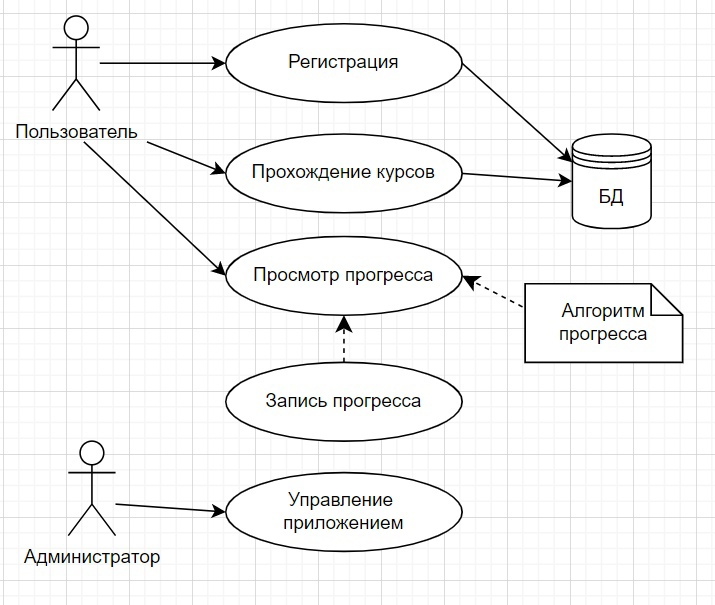 Регистрация
Пользователь
Прохождение курсов
БД
Просмотр прогресса
Алгоритм
прогресса
Запись прогресса
Управление
приложением
Администратор